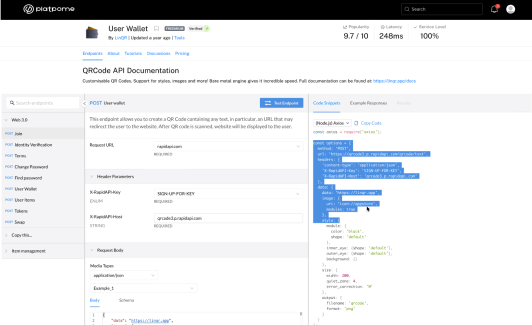 platpome
Search
User Wallet
Verified
By LinQR | Updated a year ago | Tools
Popularity
9.7 / 10
Latency
248ms
Service Level
100%
Endpoints About Tutorials Discussions Pricing
QRCode API Documentation
Customisable QR Codes. Support for styles, images and more! Bare metal engine gives it incredible speed. Full documentation can be found at: https://linqr.app/docs
Search endpoints
Web 3.0
POST Join
POST Identity Verification
POST Terms
POST Change Password
POST Find password
POST User Wallet
POST User Items
POST Tokens
POST Swap
Copy this...
Item management
POST User wallet
Test Endpoint
This endpoint allows you to create a QR Code containing any text, in particular, an URL that may
redirect the user to the website. After QR code is scanned, website will be displayed to the user.
Request URL
rapidapi.com
REQUIRED
Header Parameters
X-RapidAPI-Key
ENUM
SIGN-UP-FOR-KEY
REQUIRED
X-RapidAPI-Host
STRING
qrcode3.p.rapidapi.com
REQUIRED
Request Body
Media Types
application/json
Example_1
Body Schema
1 {
2 "data": "https://linqr.app",
Code Snippets Example Responses
(Node.js) Axios
Copy Code
const axios = require("axios");
const options = {
method: 'POST',
url: 'https://qrcode3.p.rapidapi.com/qrcode/text',
headers: {
'content-type': 'application/json',
'X-RapidAPI-Key': 'SIGN-UP-FOR-KEY',
'X-RapidAPI-Host': 'qrcode3.p.rapidapi.com'
},
data: {
data: 'https://linqr.app',
image: {
uri: 'icon://appstore',
modules: true
},
style: {
module: {
color: 'black',
shape: 'default'
},
inner_eye: {shape: 'default'},
outer_eye: {shape: 'default'},
background: {}
},
size: {
width: 200,
quiet_zone: 4,
error_correction: 'M'
},
output: {
filename: 'qrcode',
format: 'png'
}